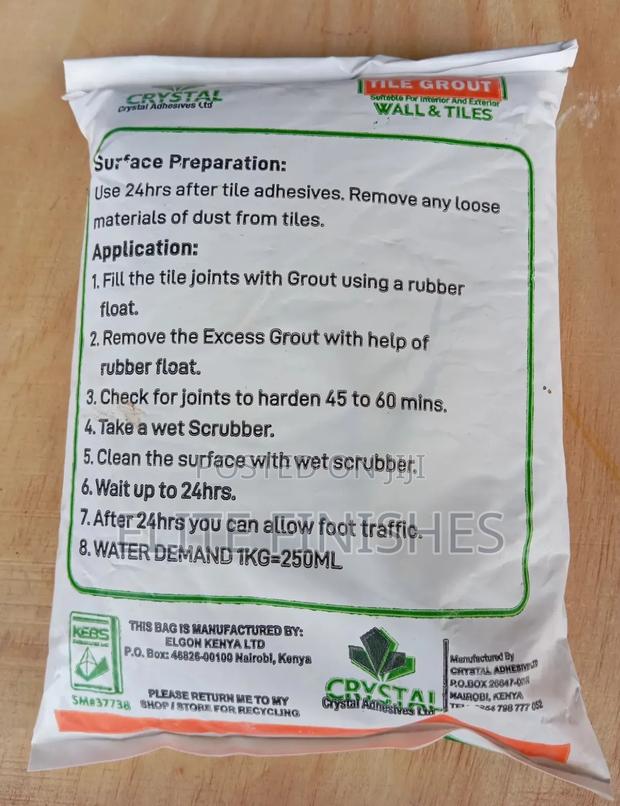 CRYSTAL
Crystal Adhesives Ltd
TILE GROUT
Suitable For Interior And Exterior
WALL & TILES
Surface Preparation:
Use 24hrs after tile adhesives. Remove any loose
materials of dust from tiles.
Application:
1. Fill the tile joints with Grout using a rubber
float.
2. Remove the Excess Grout with help of
rubber float.
3. Check for joints to harden 45 to 60 mins.
4. Take a wet Scrubber.
5. Clean the surface with wet scrubber.
POSTED ON JIJI
6. Wait up to 24hrs.
7. After 24hrs you can allow foot traffic.
ELITE FINISHES
8. WATER DEMAND 1KG=250ML
KEBS
SM#37738
THIS BAG IS MANUFACTURED BY:
ELGON KENYA LTD
P.O. Box: 46826-00100 Nairobi, Kenya
PLEASE RETURN ME TO MY
SHOP / STORE FOR RECYCLING
CRYSTAL
Crystal Adhesives Ltd
Manufactured By
CRYSTAL ADHESIVES
P.O.BOX
NAIROBI, KENYA
798 777 052